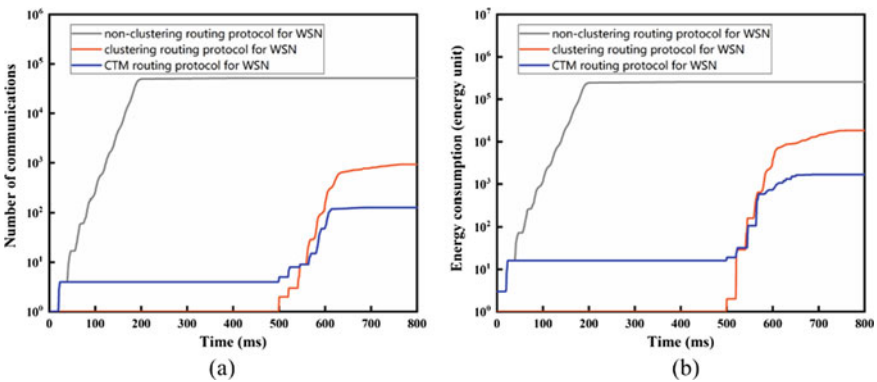 10^6
10^5
10^4
10^3
10^2
10^1
10^0
Number of communications
non-clustering routing protocol for WSN
clustering routing protocol for WSN
CTM routing protocol for WSN
0 100 200 300 400 500 600 700 800
Time (ms)
(a)
10^7
10^6
10^5
10^4
10^3
10^2
10^1
10^0
Energy consumption (energy unit)
non-clustering routing protocol for WSN
clustering routing protocol for WSN
CTM routing protocol for WSN
0 100 200 300 400 500 600 700 800
Time (ms)
(b)